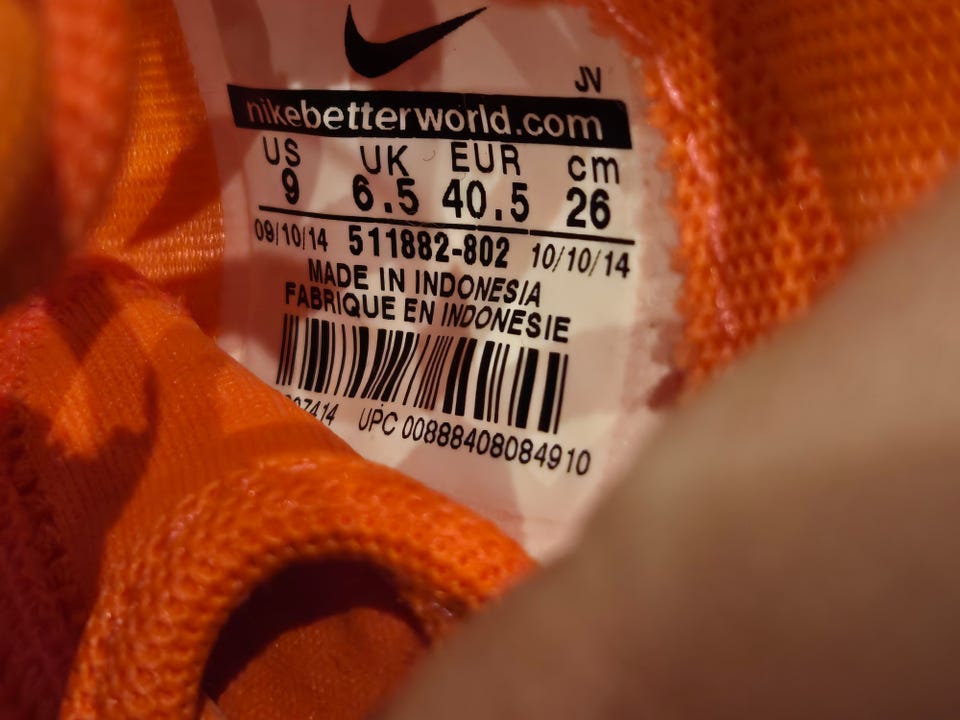 JV
nikebetterworld.com
US UK EUR cm
9 6.5 40.5 26
09/10/14 511882-802 10/10/14
MADE IN INDONESIA
FABRIQUE EN INDONESIE
UPC 00888408084910